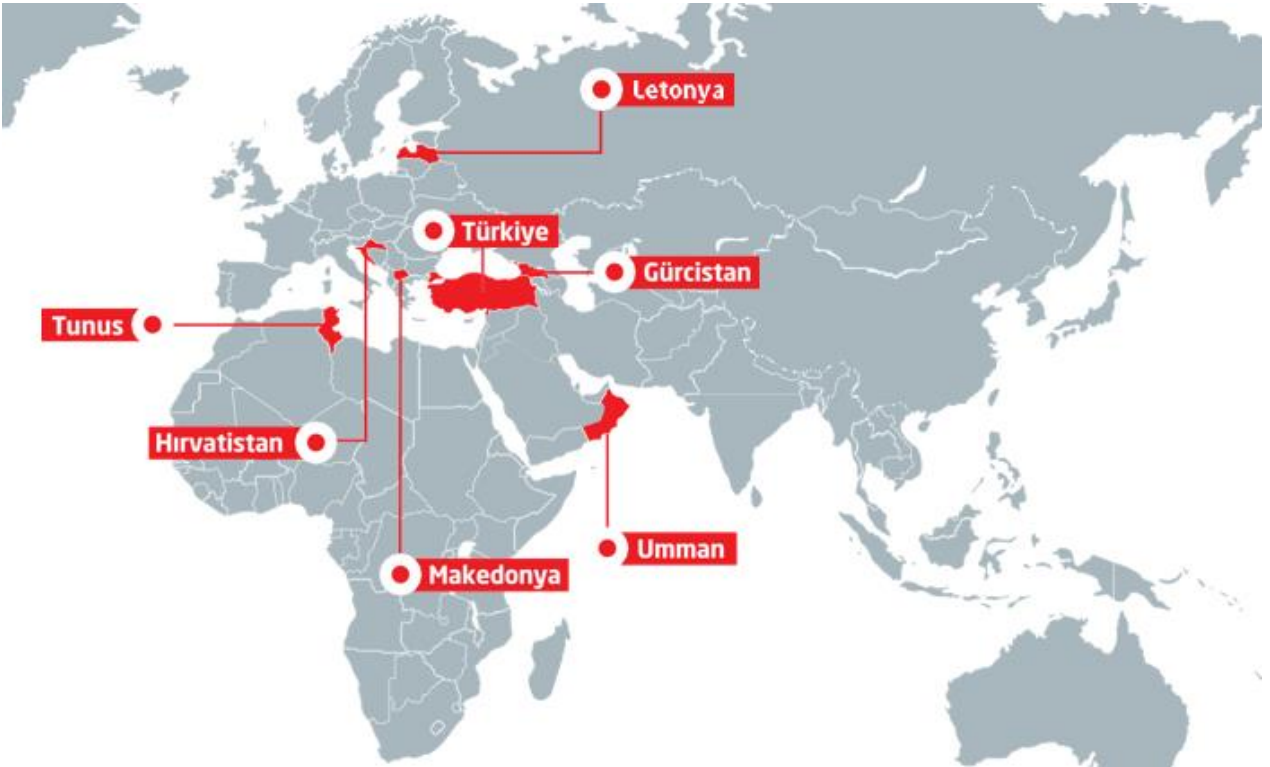 Letonya
Türkiye
Gürcistan
Tunus
Hırvatistan
Umman
Makedonya